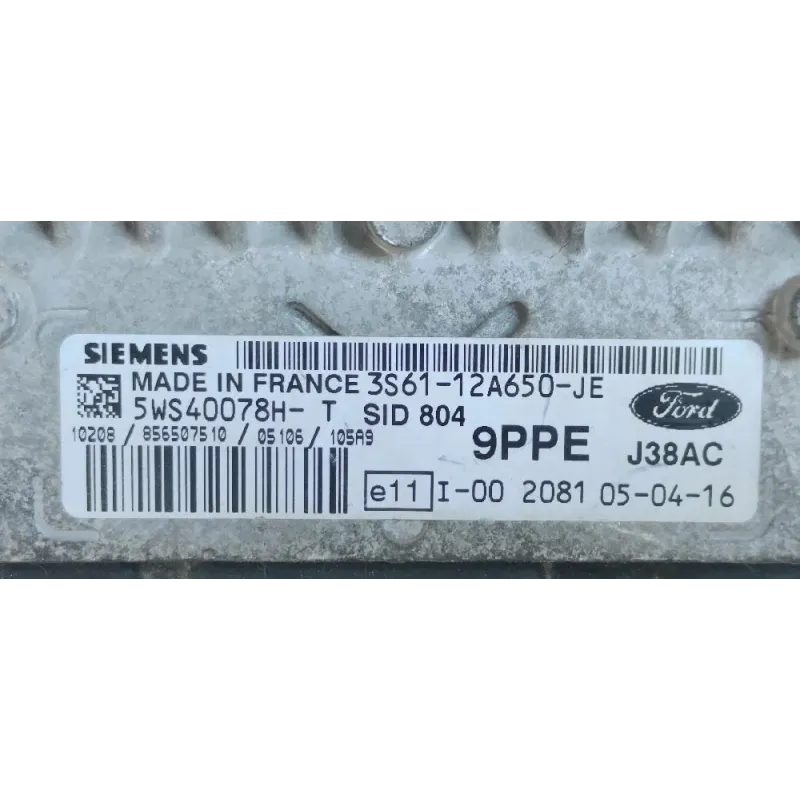 SIEMENS
MADE IN FRANCE 3S61-12A650-JE
5WS40078H- T SID 804
Ford
10208 / 856507510 / 05106 / 105A9
9PPE J38AC
e11 I-00 2081 05-04-16